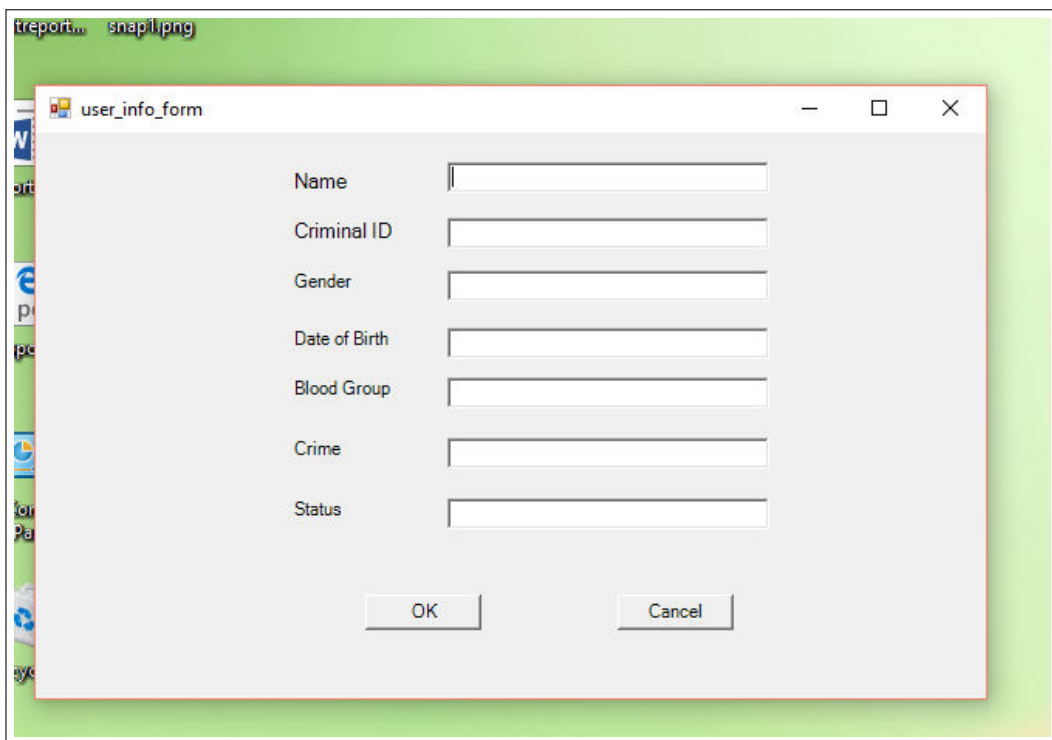 treport... snap1.png
user_info_form
Name
Criminal ID
Gender
Date of Birth
Blood Group
Crime
Status
OK
Cancel